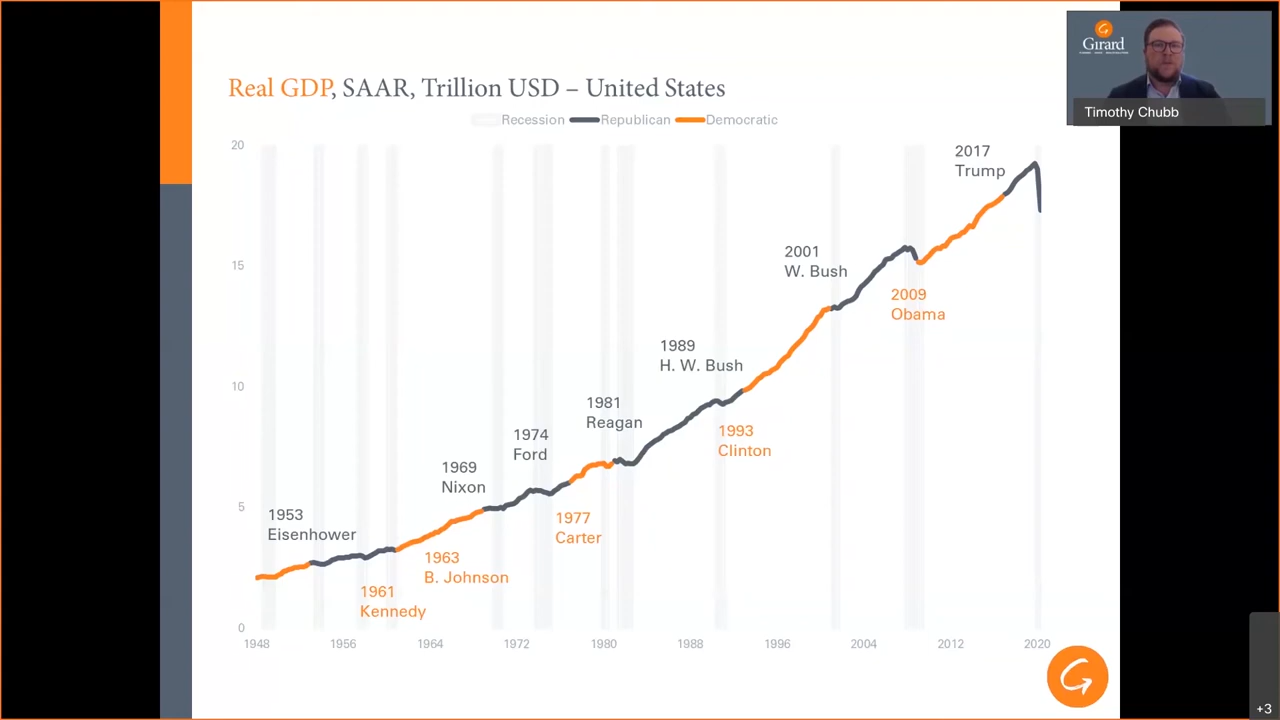 Real GDP, SAAR, Trillion USD – United States
Recession Republican Democratic
Girard
Timothy Chubb
20
15
10
5
0
2017
Trump
2001
W. Bush
2009
Obama
1989
H. W. Bush
1981
Reagan
1993
Clinton
1974
Ford
1969
Nixon
1977
Carter
1953
Eisenhower
1963
B. Johnson
1961
Kennedy
1948 1956 1964 1972 1980 1988 1996 2004 2012 2020
+3